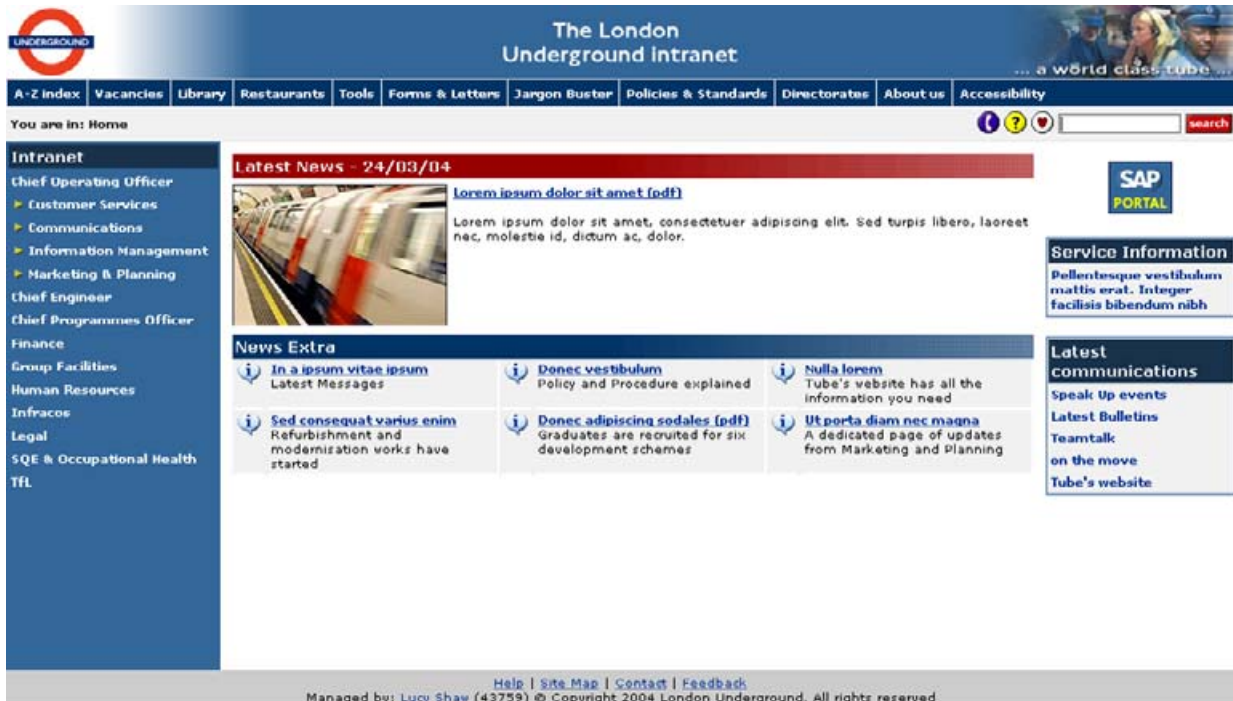 UNDERGROUND
The London
Underground intranet
... a world class tube ...
A-Z index Vacancies Library Restaurants Tools Forms & Letters Jargon Buster Policies & Standards Directorates About us Accessibility
You are in: Home
? search
Intranet
Chief Operating Officer
Customer Services
Communications
Information Management
Marketing & Planning
Chief Engineer
Chief Programmes Officer
Finance
Group Facilities
Human Resources
Infracos
Legal
SQE & Occupational Health
TfL
Latest News - 24/03/04
Lorem ipsum dolor sit amet (pdf)
Lorem ipsum dolor sit amet, consectetuer adipiscing elit. Sed turpis libero, laoreet
nec, molestie id, dictum ac, dolor.
News Extra
i In a ipsum vitae ipsum
Latest Messages
i Donec vestibulum
Policy and Procedure explained
i Nulla lorem
Tube's website has all the
information you need
i Sed consequat varius enim
Refurbishment and
modernisation works have
started
i Donec adipiscing sodales (pdf)
Graduates are recruited for six
development schemes
i Ut porta diam nec magna
A dedicated page of updates
from Marketing and Planning
SAP
PORTAL
Service Information
Pellentesque vestibulum
mattis erat. Integer
facilisis bibendum nibh
Latest
communications
Speak Up events
Latest Bulletins
Teamtalk
on the move
Tube's website
Help | Site Map | Contact | Feedback
Managed by: Lucy Shaw (43759) © Copyright 2004 London Underground. All rights reserved